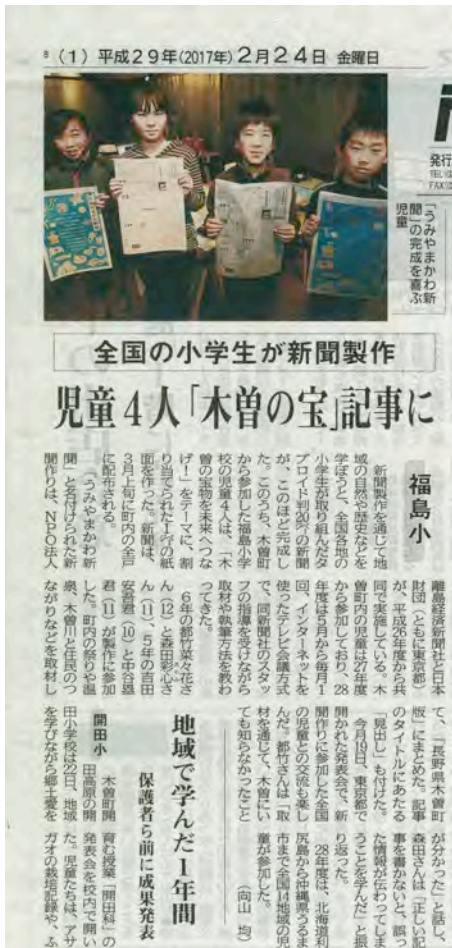 8 (1) 平成29年(2017年)2月24日 金曜日
発行
TEL
FAX
「うみやまかわ新
聞」の完成を喜ぶ
児童
全国の小学生が新聞製作
児童4人「木曽の宝」記事に
福島小
新聞製作を通じて地
域の自然や歴史などを
学ぼうと、全国各地の
小学生が取り組んだタ
ブロイド判20㌻の新聞
が、このほど完成し
た。このうち、木曽町
から参加した福島小学
校の児童4人は、「木
曽の宝物を未来へつな
げ!」をテーマに、割
り当てられた1㌻の紙
面を作った。新聞は、
3月上旬に町内の全戸
に配布される。
「うみやまかわ新
聞」と名付けられた新
聞作りは、NPO法人
離島経済新聞社と日本
財団(ともに東京都)
が、平成26年度から共
同で実施している。木
曽町内の児童は27年度
から参加しており、28
年度は5月から毎月1
回、インターネットを
使ったテレビ会議方式
で、同新聞社のスタッ
フの指導を受けながら
取材や執筆方法を教わ
ってきた。
6年の都竹菜々花さ
ん(12)と森田彩心さ
ん(11)、5年の吉田
安吾君(10)と中谷塁
君(11)が製作に参加
した。町内の祭りや温
泉、木曽川と住民のつ
ながりなどを取材し
て、「長野県木曽町
版」にまとめた。記事
のタイトルにあたる
「見出し」も付けた。
今月19日、東京都で
開かれた発表会で、新
聞作りに参加した全国
の児童との交流も楽し
んだ。都竹さんは「取
材を通じて、木曽にい
ても知らなかったこと
が分かった」と話し、
森田さんは「正しい記
事を書かないと、誤っ
た情報が伝わってしま
うことを学んだ」と振
り返った。
28年度は、北海道利
尻島から沖縄県うるま
市まで全国14地域の児
童が参加した。
(向山 均)
地域で学んだ1年間
保護者ら前に成果発表
開田小
木曽町開
田高原の開
田小学校は22日、地域
を学びながら郷土愛を
育む授業「開田科」の
発表会を校内で開い
た。児童たちは、アサ
ガオの栽培記録や、ふ